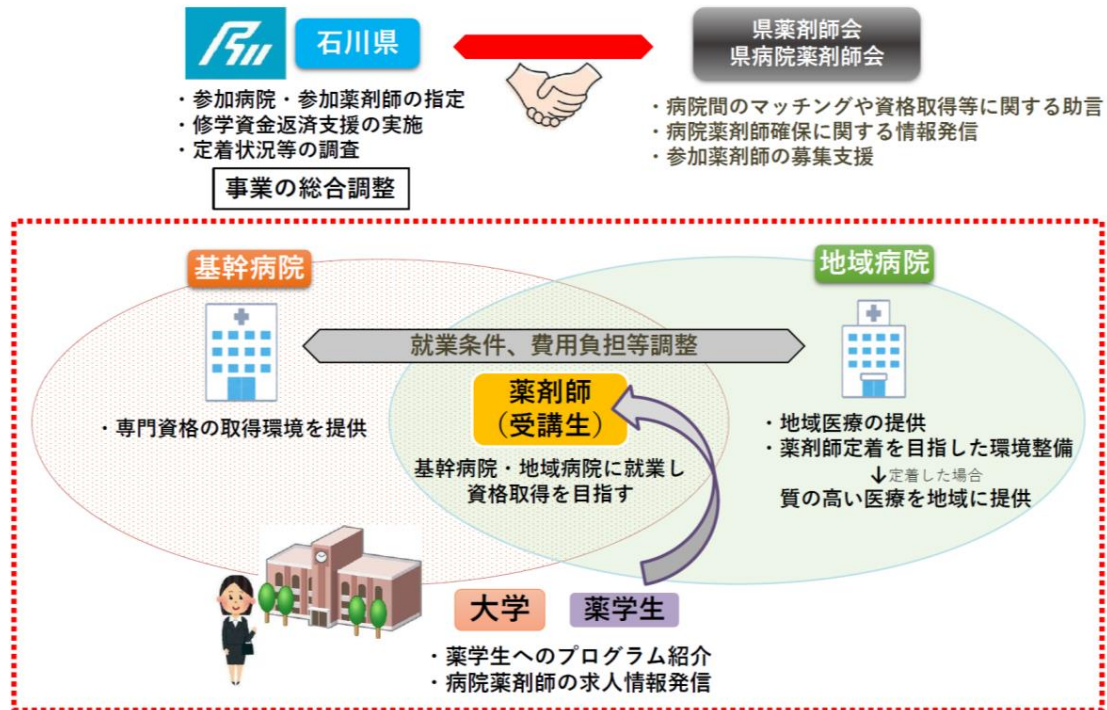 石川県
県薬剤師会
県病院薬剤師会
・参加病院・参加薬剤師の指定
・修学資金返済支援の実施
・定着状況等の調査
事業の総合調整
・病院間のマッチングや資格取得等に関する助言
・病院薬剤師確保に関する情報発信
・参加薬剤師の募集支援
基幹病院
地域病院
就業条件、費用負担等調整
・専門資格の取得環境を提供
薬剤師
（受講生）
基幹病院・地域病院に就業し
資格取得を目指す
・地域医療の提供
・薬剤師定着を目指した環境整備
↓定着した場合
質の高い医療を地域に提供
大学
薬学生
・薬学生へのプログラム紹介
・病院薬剤師の求人情報発信